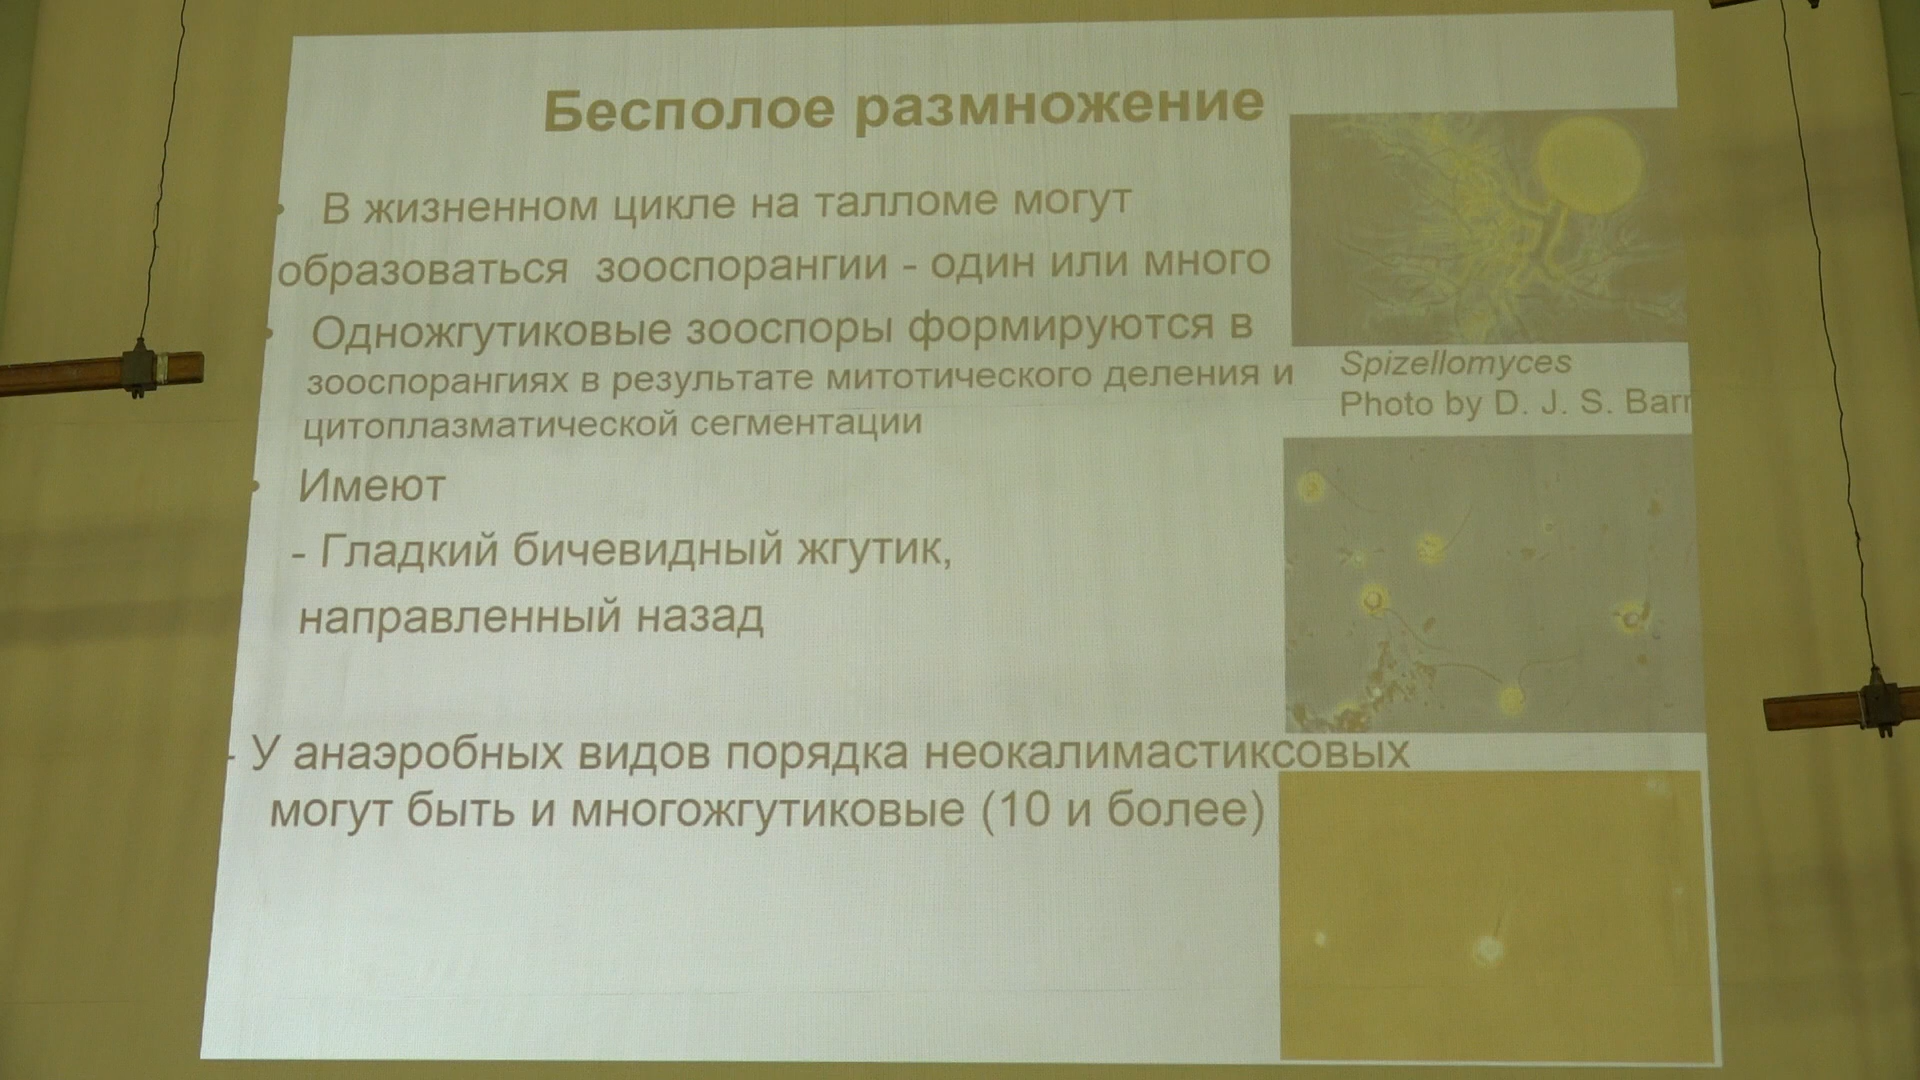 Бесполое размножение
• В жизненном цикле на талломе могут
образоваться зооспорангии - один или много
• Одножгутиковые зооспоры формируются в
зооспорангиях в результате митотического деления и
цитоплазматической сегментации
• Имеют
- Гладкий бичевидный жгутик,
направленный назад
- У анаэробных видов порядка неокалимастиксовых
могут быть и многожгутиковые (10 и более)
Spizellomyces
Photo by D. J. S. Barr